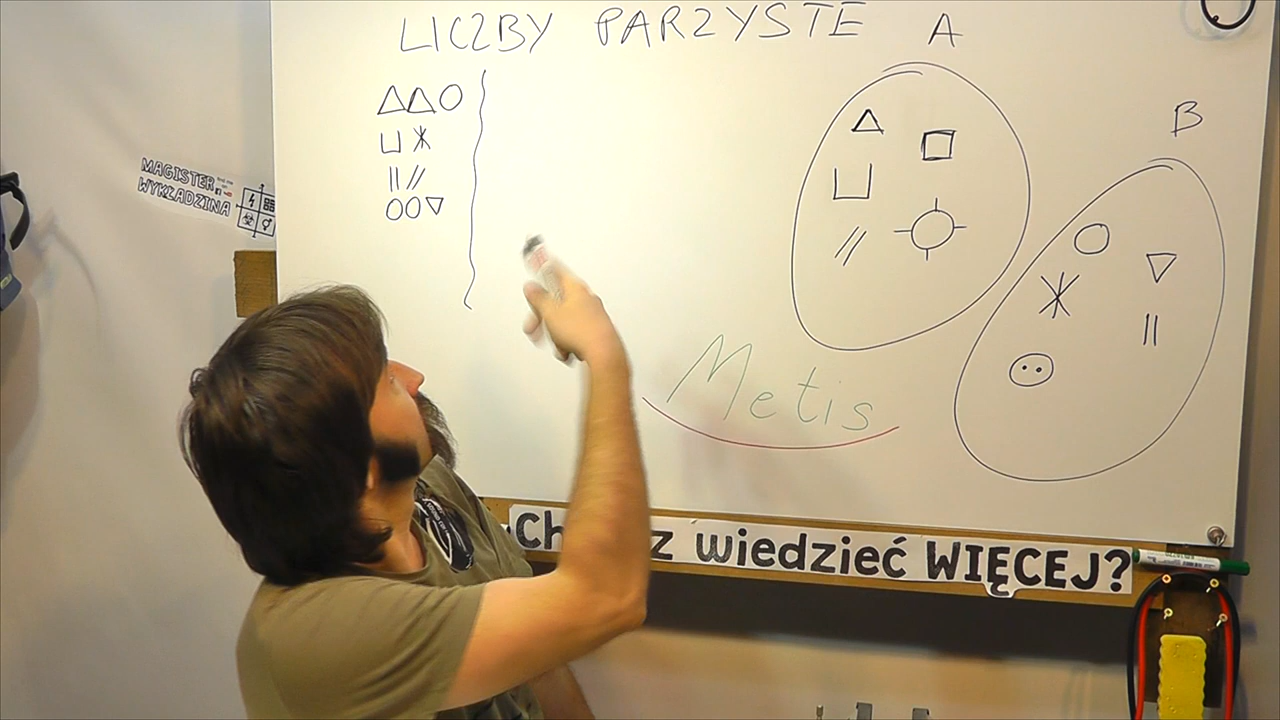 LICZBY PARZYSTE
A
B
MAGISTER
WYKŁADZINA
Metis
wiedzieć WIĘCEJ?